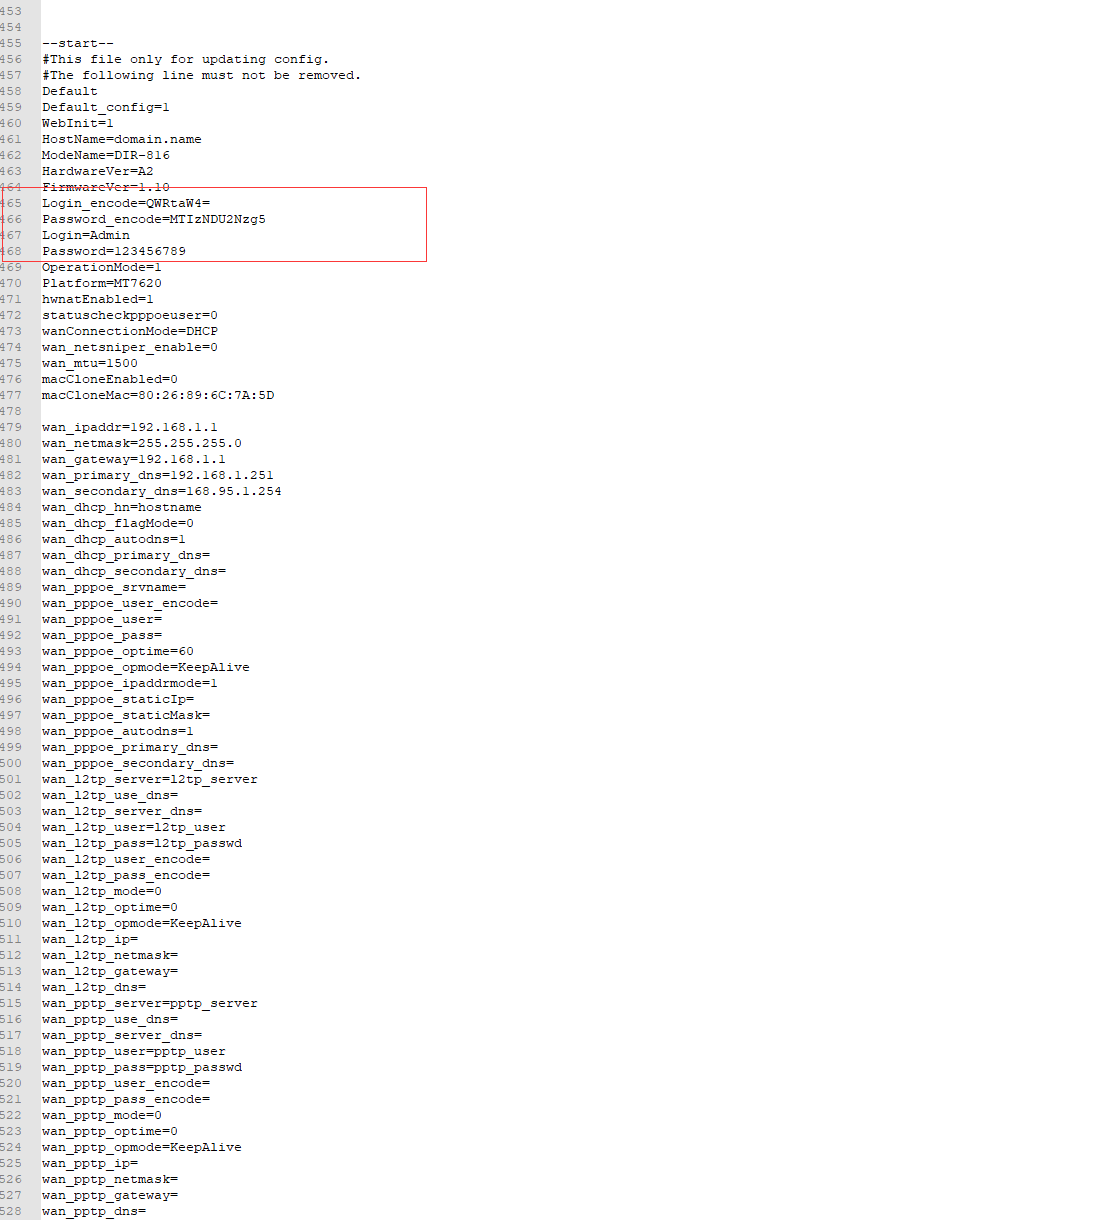 453
454
455 --start--
456 #This file only for updating config.
457 #The following line must not be removed.
458 Default
459 Default_config=1
460 WebInit=1
461 HostName=domain.name
462 ModeName=DIR-816
463 HardwareVer=A2
464 FirmwareVer=1.10
465 Login_encode=QWRtaW4=
466 Password_encode=MTIzNDU2Nzg5
467 Login=Admin
468 Password=123456789
469 OperationMode=1
470 Platform=MT7620
471 hwnatEnabled=1
472 statuscheckpppoeuser=0
473 wanConnectionMode=DHCP
474 wan_netsniper_enable=0
475 wan_mtu=1500
476 macCloneEnabled=0
477 macCloneMac=80:26:89:6C:7A:5D
478
479 wan_ipaddr=192.168.1.1
480 wan_netmask=255.255.255.0
481 wan_gateway=192.168.1.1
482 wan_primary_dns=192.168.1.251
483 wan_secondary_dns=168.95.1.254
484 wan_dhcp_hn=hostname
485 wan_dhcp_flagMode=0
486 wan_dhcp_autodns=1
487 wan_dhcp_primary_dns=
488 wan_dhcp_secondary_dns=
489 wan_pppoe_srvname=
490 wan_pppoe_user_encode=
491 wan_pppoe_user=
492 wan_pppoe_pass=
493 wan_pppoe_optime=60
494 wan_pppoe_opmode=KeepAlive
495 wan_pppoe_ipaddrmode=1
496 wan_pppoe_staticIp=
497 wan_pppoe_staticMask=
498 wan_pppoe_autodns=1
499 wan_pppoe_primary_dns=
500 wan_pppoe_secondary_dns=
501 wan_l2tp_server=l2tp_server
502 wan_l2tp_use_dns=
503 wan_l2tp_server_dns=
504 wan_l2tp_user=l2tp_user
505 wan_l2tp_pass=l2tp_passwd
506 wan_l2tp_user_encode=
507 wan_l2tp_pass_encode=
508 wan_l2tp_mode=0
509 wan_l2tp_optime=0
510 wan_l2tp_opmode=KeepAlive
511 wan_l2tp_ip=
512 wan_l2tp_netmask=
513 wan_l2tp_gateway=
514 wan_l2tp_dns=
515 wan_pptp_server=pptp_server
516 wan_pptp_use_dns=
517 wan_pptp_server_dns=
518 wan_pptp_user=pptp_user
519 wan_pptp_pass=pptp_passwd
520 wan_pptp_user_encode=
521 wan_pptp_pass_encode=
522 wan_pptp_mode=0
523 wan_pptp_optime=0
524 wan_pptp_opmode=KeepAlive
525 wan_pptp_ip=
526 wan_pptp_netmask=
527 wan_pptp_gateway=
528 wan_pptp_dns=